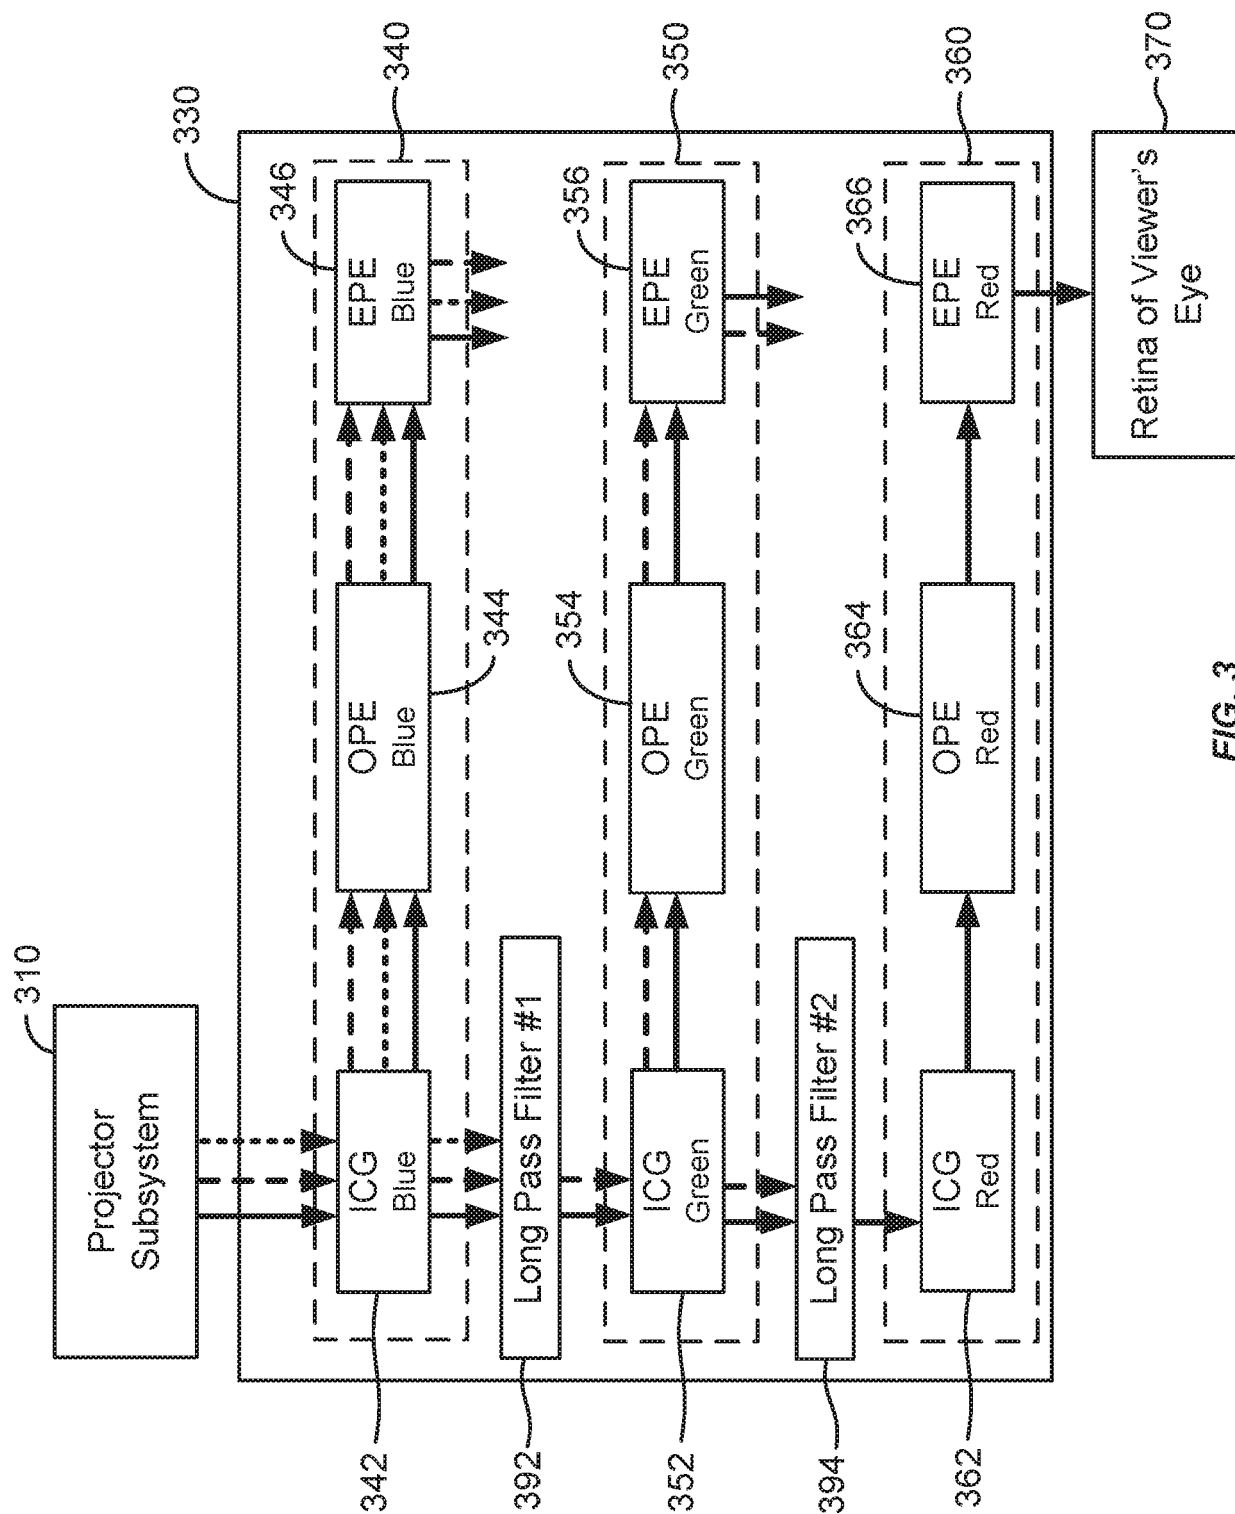 310
Projector
Subsystem
330
340
342
ICG
Blue
OPE
Blue
344
EPE
Blue
346
392
Long Pass Filter #1
350
352
ICG
Green
OPE
Green
354
EPE
Green
356
394
Long Pass Filter #2
360
362
ICG
Red
OPE
Red
364
EPE
Red
366
370
Retina of Viewer's
Eye
FIG. 3